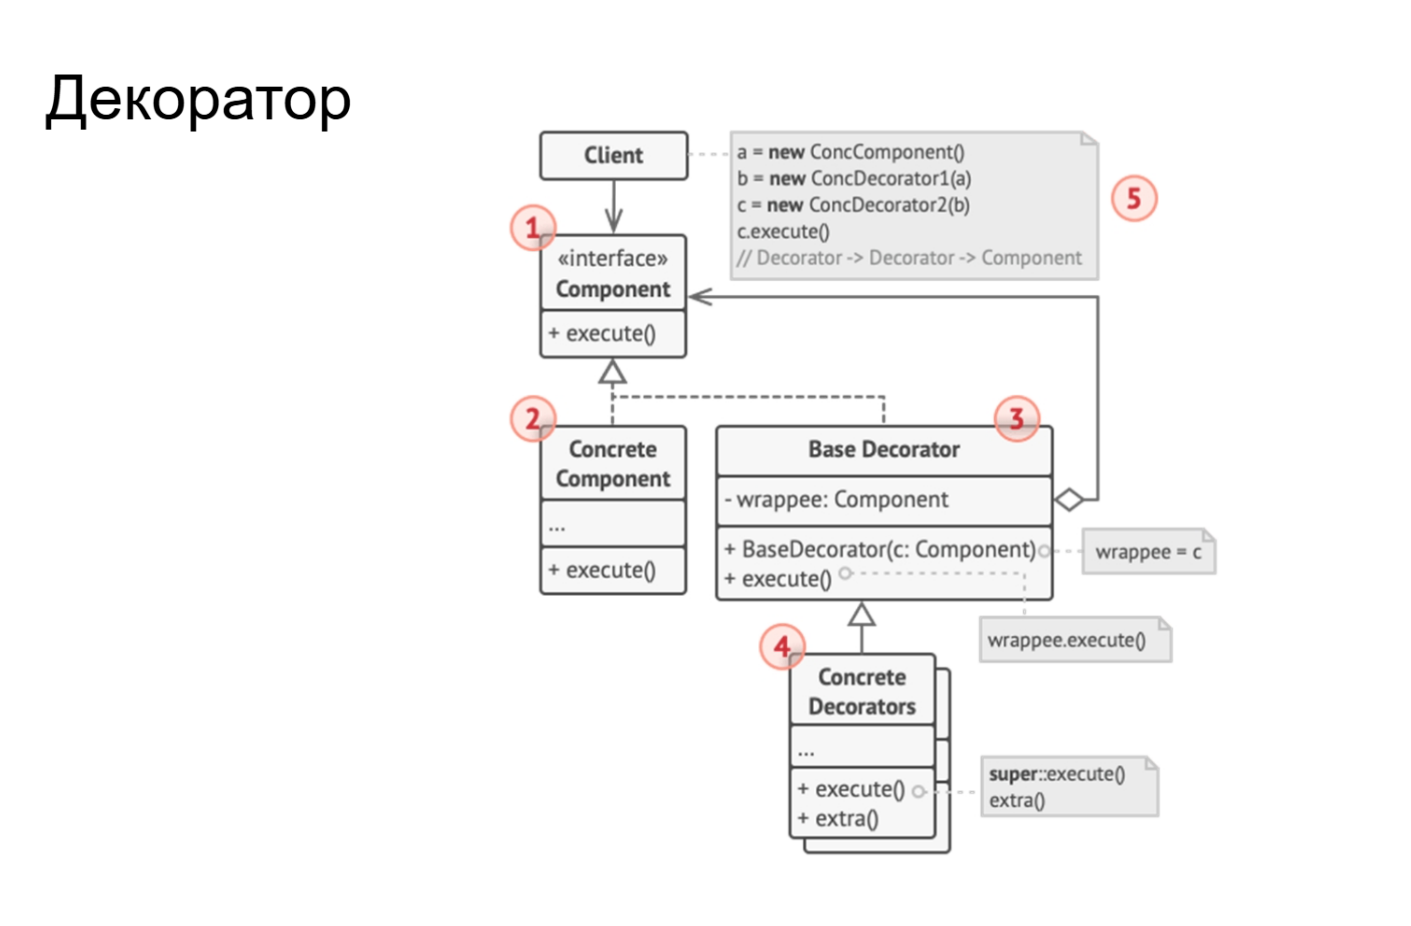 Декоратор
Client
a = new ConcComponent()
b = new ConcDecorator1(a)
c = new ConcDecorator2(b)
c.execute()
// Decorator -> Decorator -> Component
5
1
«interface»
Component
+ execute()
2
Concrete
Component
...
+ execute()
3
Base Decorator
- wrappee: Component
+ BaseDecorator(c: Component)
+ execute()
wrappee = c
wrappee.execute()
4
Concrete
Decorators
...
+ execute()
+ extra()
super::execute()
extra()